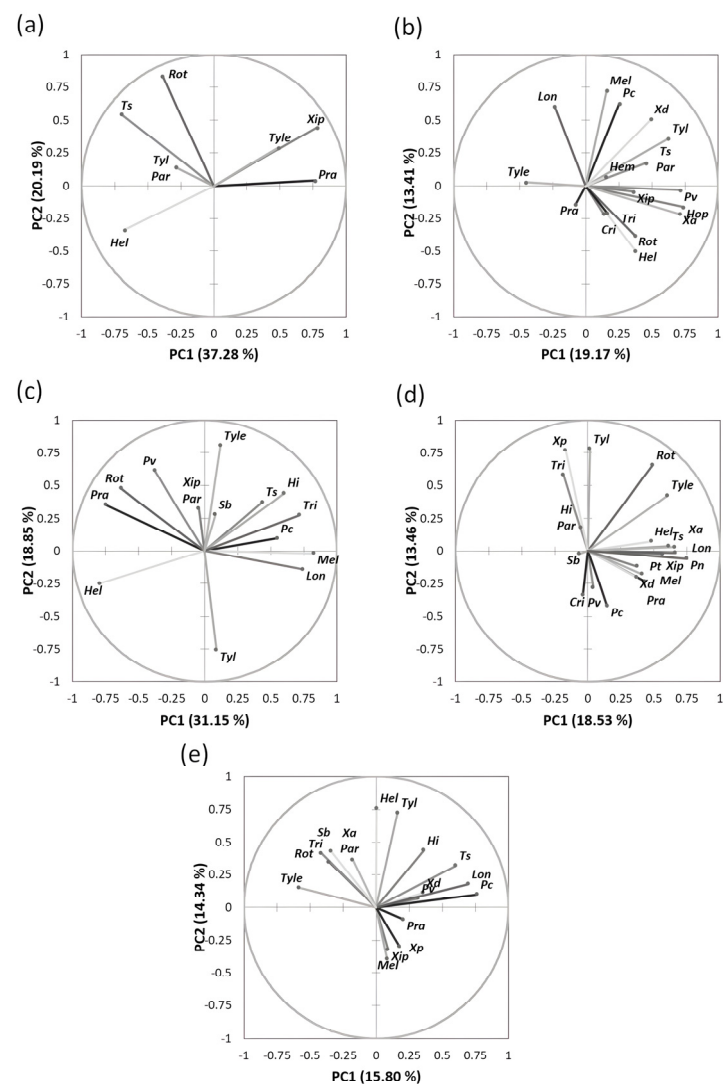 (a)
1
0.75
0.5
0.25
0
-0.25
-0.5
-0.75
-1
PC2 (20.19 %)
Rot
Ts
Xip
Tyle
Tyl
Par
Pra
Hel
-1 -0.75 -0.5 -0.25 0 0.25 0.5 0.75 1
PC1 (37.28 %)
(b)
1
0.75
0.5
0.25
0
-0.25
-0.5
-0.75
-1
PC2 (13.41 %)
Mel
Pc
Lon
Xd
Tyl
Ts
Hem Par
Tyle
Xip
Pv
Pra
Hop
Tri
Xa
Cri
Rot
Hel
-1 -0.75 -0.5 -0.25 0 0.25 0.5 0.75 1
PC1 (19.17 %)
(c)
1
0.75
0.5
0.25
0
-0.25
-0.5
-0.75
-1
PC2 (18.85 %)
Tyle
Pv
Rot
Xip
Hi
Pra
Par
Sb
Ts
Tri
Pc
Mel
Lon
Hel
Tyl
-1 -0.75 -0.5 -0.25 0 0.25 0.5 0.75 1
PC1 (31.15 %)
(d)
1
0.75
0.5
0.25
0
-0.25
-0.5
-0.75
-1
PC2 (13.46 %)
Xp
Tyl
Tri
Rot
Tyle
Hi
Par
Hel
Ts
Xa
Lon
Sb
Pt
Xip
Pn
Xd
Mel
Cri
Pv
Pc
Pra
-1 -0.75 -0.5 -0.25 0 0.25 0.5 0.75 1
PC1 (18.53 %)
(e)
1
0.75
0.5
0.25
0
-0.25
-0.5
-0.75
-1
PC2 (14.34 %)
Hel
Tyl
Sb
Xa
Tri
Par
Hi
Rot
Ts
Tyle
Xd
Lon
Pv
Pc
Pra
Xp
Xip
Mel
-1 -0.75 -0.5 -0.25 0 0.25 0.5 0.75 1
PC1 (15.80 %)